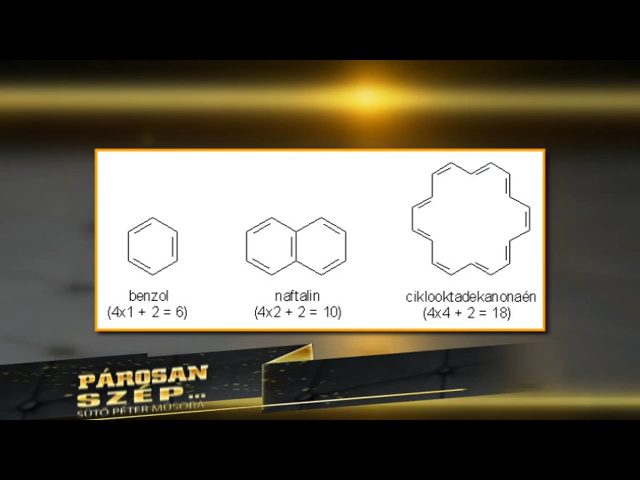 benzol
(4x1 + 2 = 6)
naftalin
(4x2 + 2 = 10)
ciklooktadekanonaén
(4x4 + 2 = 18)
PÁROSAN
SZÉP...
SÜTŐ PÉTER MŰSORA